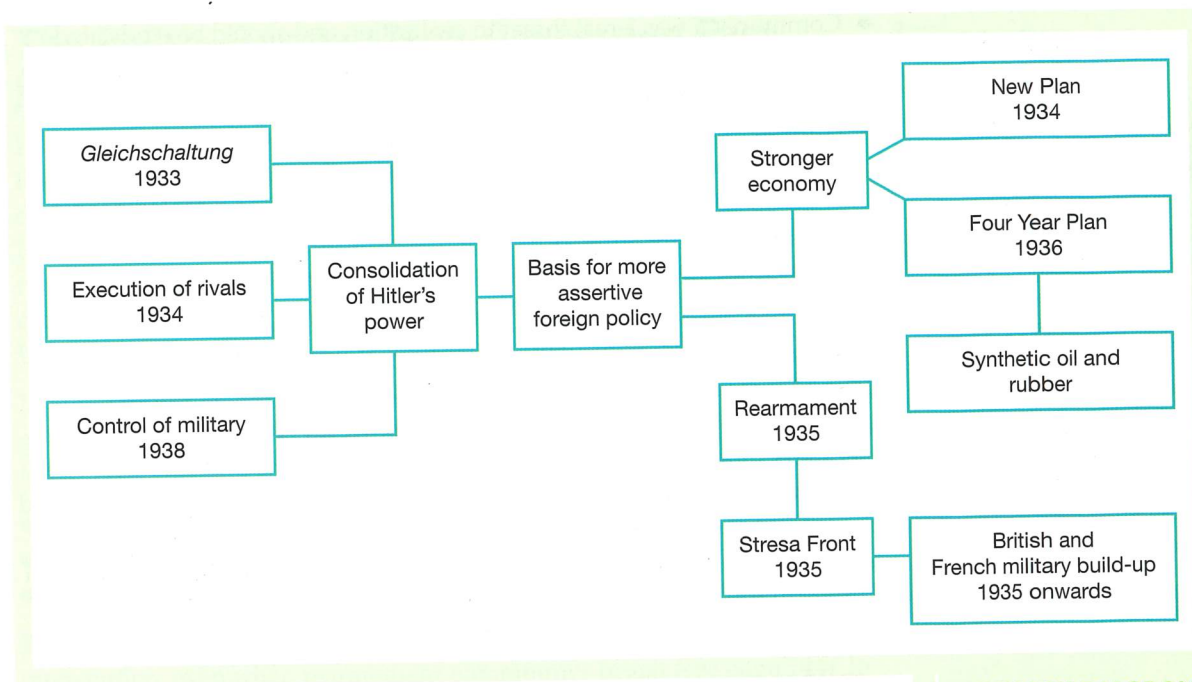 Gleichschaltung
1933
Execution of rivals
1934
Control of military
1938
Consolidation
of Hitler's
power
Basis for more
assertive
foreign policy
Stronger
economy
New Plan
1934
Four Year Plan
1936
Synthetic oil and
rubber
Rearmament
1935
Stresa Front
1935
British and
French military build-up
1935 onwards